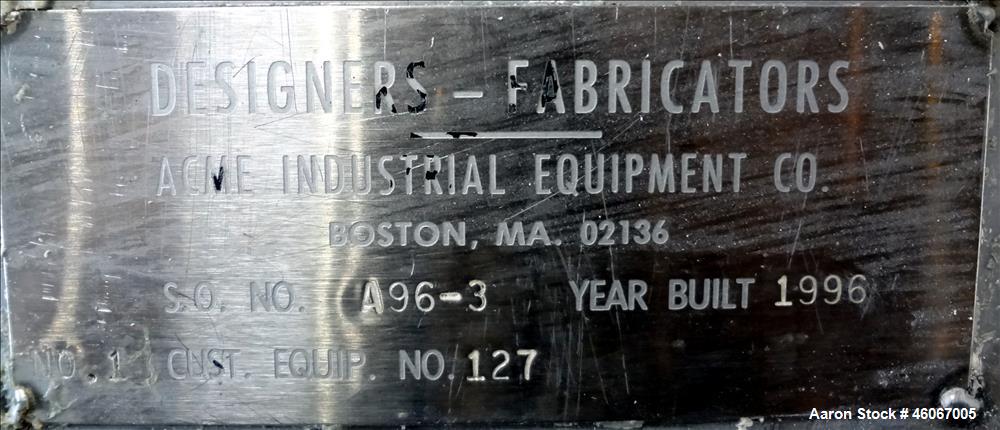 DESIGNERS - FABRICATORS
ACME INDUSTRIAL EQUIPMENT CO.
BOSTON, MA. 02136
S.O. NO. A96-3 YEAR BUILT 1996
NO.1 CUST. EQUIP. NO. 127
Aaron Stock # 46067005